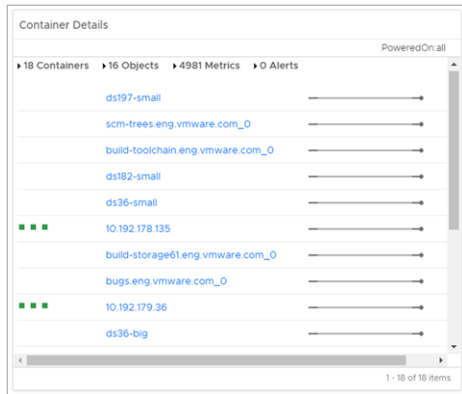 Container Details
PoweredOn:all
18 Containers 16 Objects 4981 Metrics 0 Alerts
ds197-small
scm-trees.eng.vmware.com_0
build-toolchain.eng.vmware.com_0
ds182-small
ds36-small
10.192.178.135
build-storage61.eng.vmware.com_0
bugs.eng.vmware.com_0
10.192.179.36
ds36-big
1 - 18 of 18 items